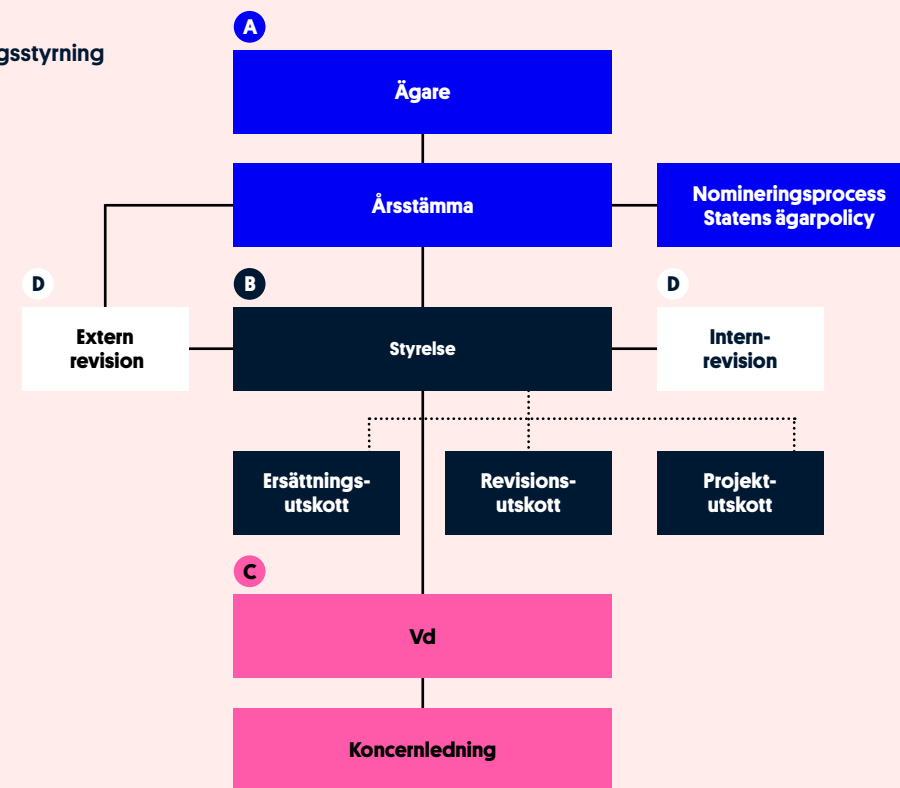 gsstyrning
A
Ägare
Årsstämma
Nomineringsprocess
Statens ägarpolicy
D
Extern
revision
B
Styrelse
D
Intern-
revision
Ersättnings-
utskott
Revisions-
utskott
Projekt-
utskott
C
Vd
Koncernledning